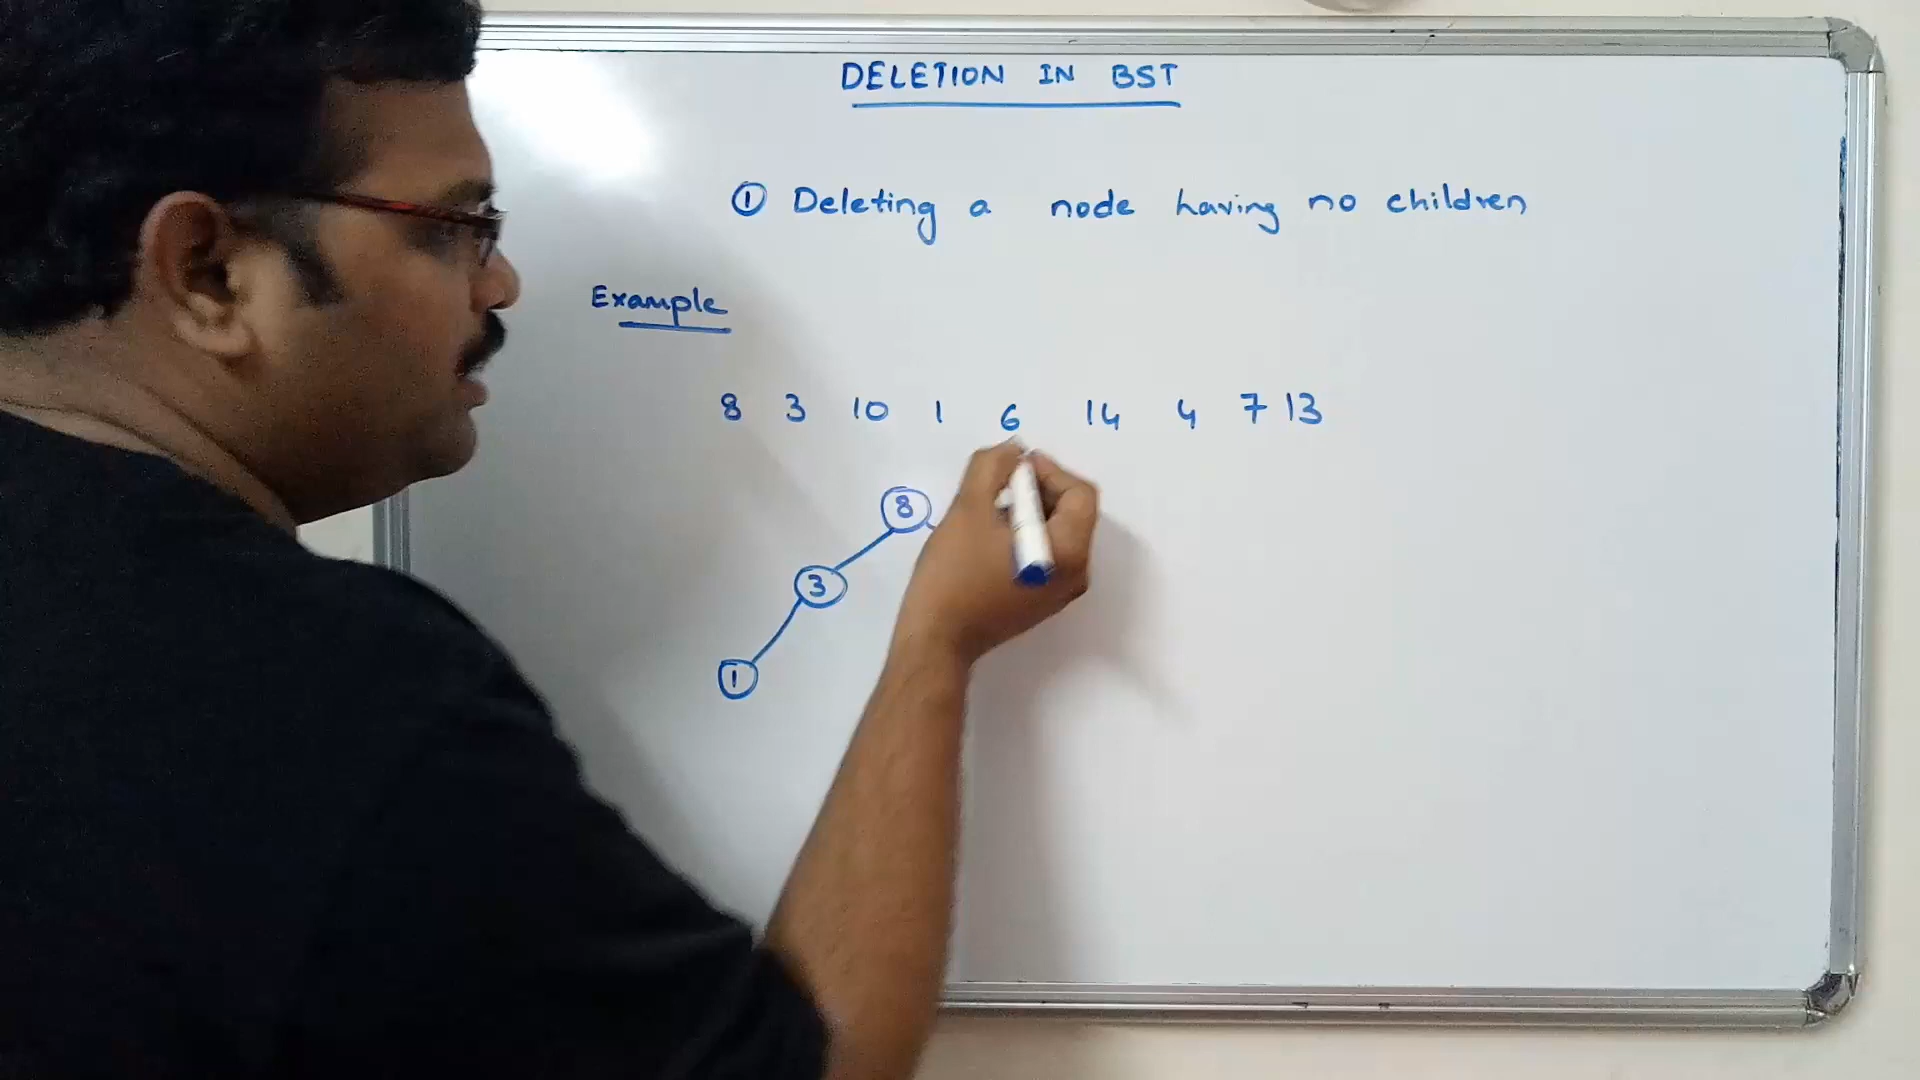 DELETION IN BST
① Deleting a node having no children
Example
8 3 10 1 6 14 4 7 13
8
3
1